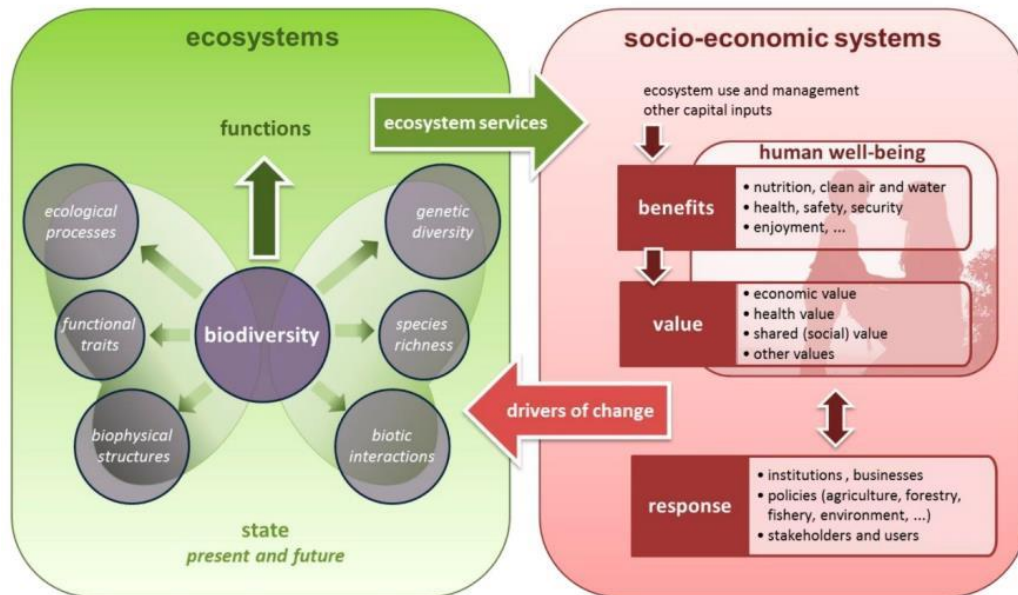 ecosystems
functions
ecological
processes
genetic
diversity
functional
traits
biodiversity
species
richness
biophysical
structures
biotic
interactions
state
present and future
ecosystem services
drivers of change
socio-economic systems
ecosystem use and management
other capital inputs
human well-being
benefits
• nutrition, clean air and water
• health, safety, security
• enjoyment, ...
value
• economic value
• health value
• shared (social) value
• other values
response
• institutions , businesses
• policies (agriculture, forestry,
fishery, environment, ...)
• stakeholders and users